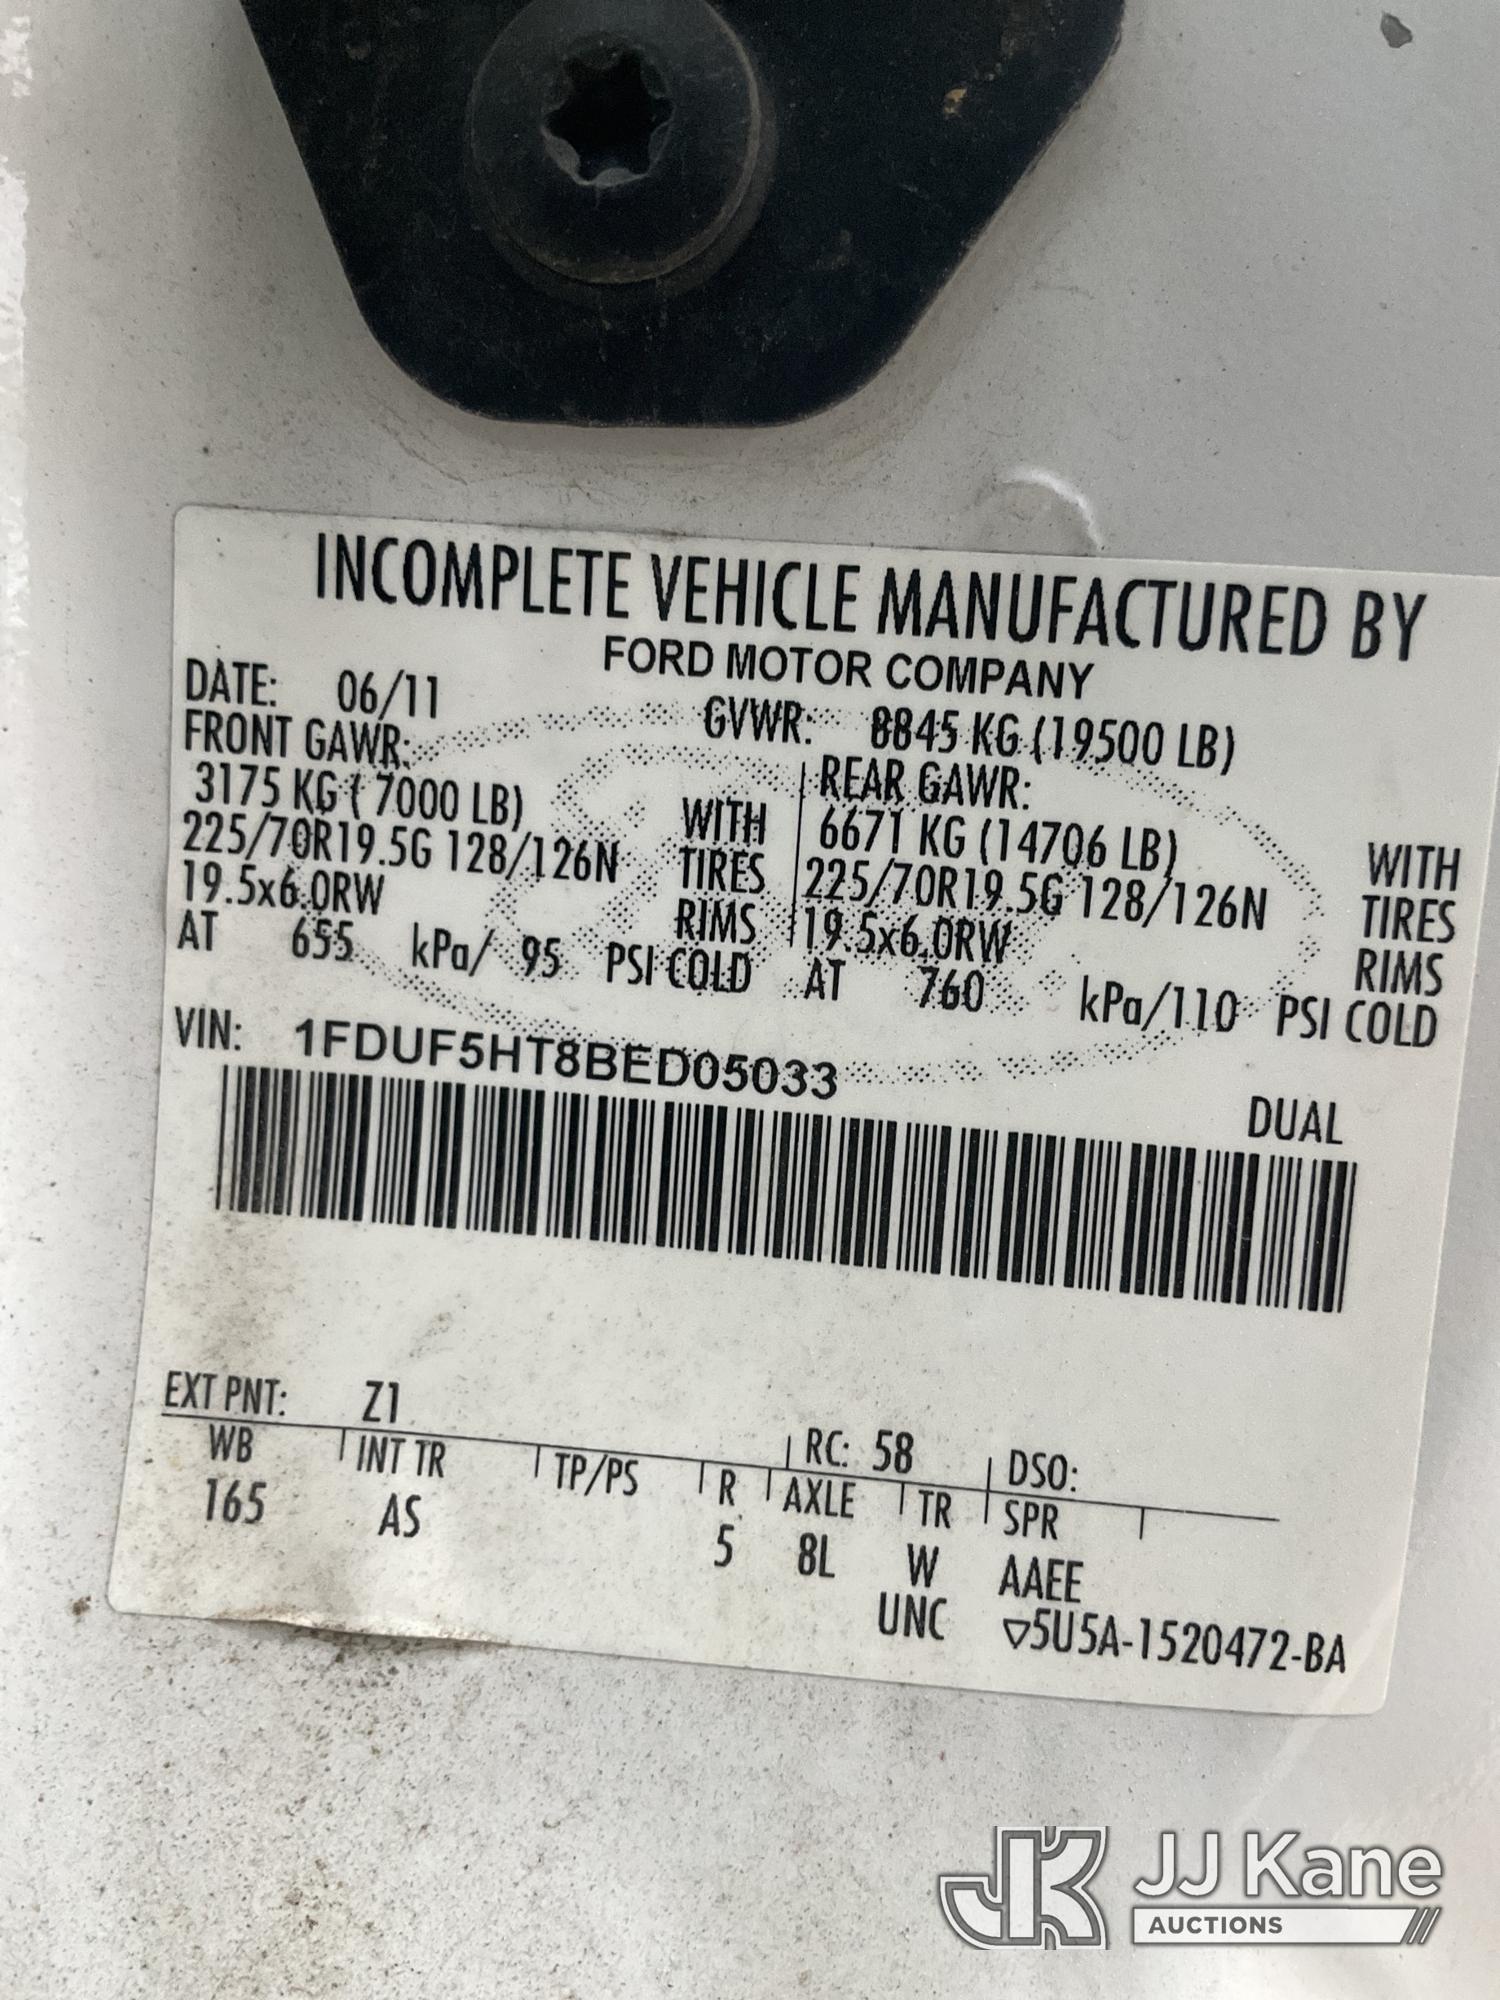 INCOMPLETE VEHICLE MANUFACTURED BY
FORD MOTOR COMPANY
DATE: 06/11
GVWR: 8845 KG (19500 LB)
FRONT GAWR:
3175 KG ( 7000 LB) WITH
225/70R19.5G 128/126N TIRES
19.5x6.0RW RIMS
AT 655 kPa/ 95 PSI COLD
REAR GAWR:
6671 KG (14706 LB) WITH
225/70R19.5G 128/126N TIRES
19.5x6.0RW RIMS
AT 760 kPa/110 PSI COLD
VIN: 1FDUF5HT8BED05033
DUAL
EXT PNT: Z1 RC: 58 DSO:
WB INT TR TP/PS R AXLE TR SPR
165 AS 5 8L W AAEE
UNC ▽5U5A-1520472-BA
JK JJ Kane
AUCTIONS